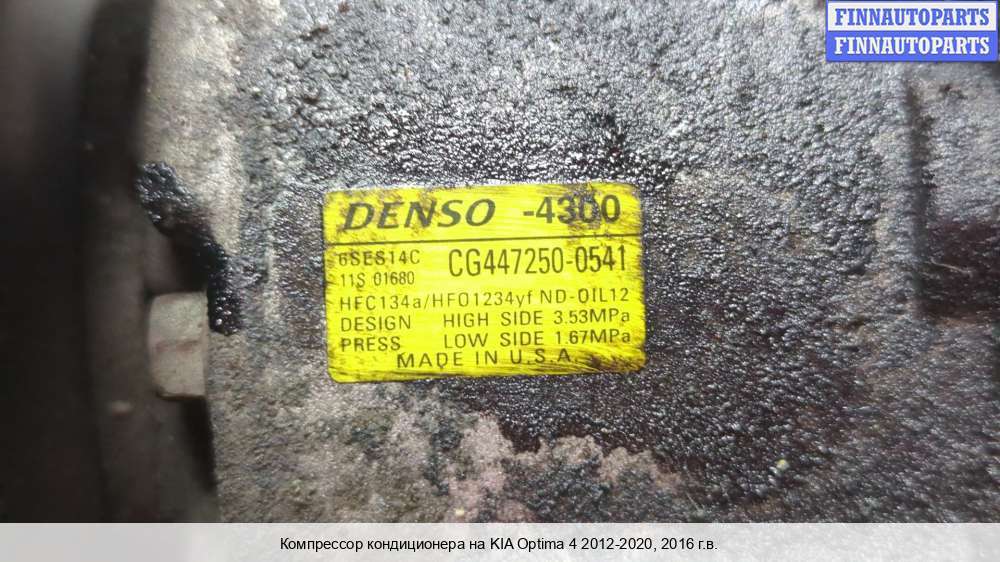 FINNAUTOPARTS
FINNAUTOPARTS
DENSO -4300
6SES14C CG447250-0541
11S 01680
HFC134a/HFO1234yf ND-OIL12
DESIGN HIGH SIDE 3.53MPa
PRESS LOW SIDE 1.67MPa
MADE IN U.S.A.
Компрессор кондиционера на KIA Optima 4 2012-2020, 2016 г.в.